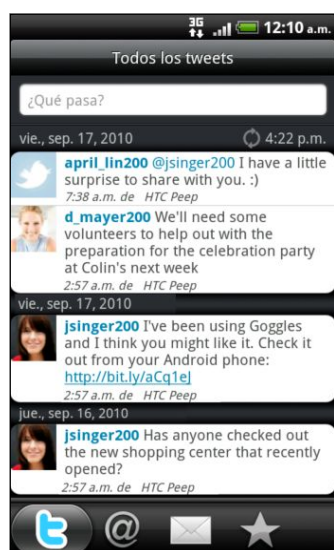 3G 12:10 a.m.
Todos los tweets
¿Qué pasa?
vie., sep. 17, 2010 4:22 p.m.
april_lin200 @jsinger200 I have a little
surprise to share with you. :)
7:38 a.m. de HTC Peep
d_mayer200 We'll need some
volunteers to help out with the
preparation for the celebration party
at Colin's next week
2:57 a.m. de HTC Peep
vie., sep. 17, 2010
jsinger200 I've been using Goggles
and I think you might like it. Check it
out from your Android phone:
http://bit.ly/aCq1eJ
2:57 a.m. de HTC Peep
jue., sep. 16, 2010
jsinger200 Has anyone checked out
the new shopping center that recently
opened?
2:57 a.m. de HTC Peep
@